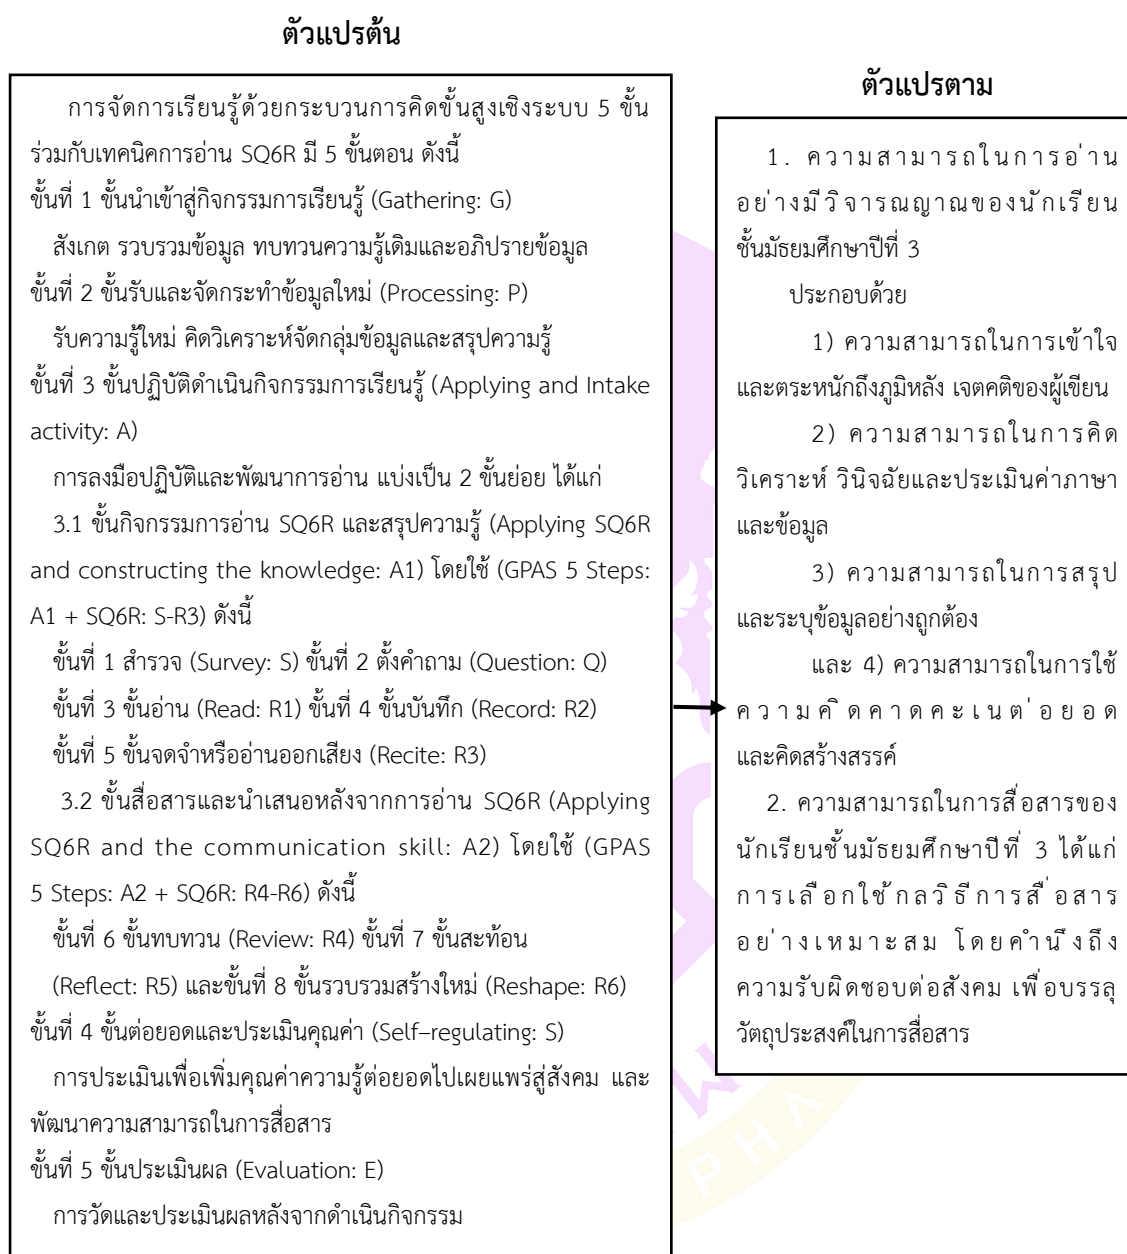 ตัวแปรต้น
การจัดการเรียนรู้ด้วยกระบวนการคิดขั้นสูงเชิงระบบ 5 ขั้น
ร่วมกับเทคนิคการอ่าน SQ6R มี 5 ขั้นตอน ดังนี้
ขั้นที่ 1 ขั้นนำเข้าสู่กิจกรรมการเรียนรู้ (Gathering: G)
สังเกต รวบรวมข้อมูล ทบทวนความรู้เดิมและอภิปรายข้อมูล
ขั้นที่ 2 ขั้นรับและจัดกระทำข้อมูลใหม่ (Processing: P)
รับความรู้ใหม่ คิดวิเคราะห์จัดกลุ่มข้อมูลและสรุปความรู้
ขั้นที่ 3 ขั้นปฏิบัติดำเนินกิจกรรมการเรียนรู้ (Applying and Intake
activity: A)
การลงมือปฏิบัติและพัฒนาการอ่าน แบ่งเป็น 2 ขั้นย่อย ได้แก่
3.1 ขั้นกิจกรรมการอ่าน SQ6R และสรุปความรู้ (Applying SQ6R
and constructing the knowledge: A1) โดยใช้ (GPAS 5 Steps:
A1 + SQ6R: S-R3) ดังนี้
ขั้นที่ 1 สำรวจ (Survey: S) ขั้นที่ 2 ตั้งคำถาม (Question: Q)
ขั้นที่ 3 ขั้นอ่าน (Read: R1) ขั้นที่ 4 ขั้นบันทึก (Record: R2)
ขั้นที่ 5 ขั้นจดจำหรืออ่านออกเสียง (Recite: R3)
3.2 ขั้นสื่อสารและนำเสนอหลังจากการอ่าน SQ6R (Applying
SQ6R and the communication skill: A2) โดยใช้ (GPAS
5 Steps: A2 + SQ6R: R4-R6) ดังนี้
ขั้นที่ 6 ขั้นทบทวน (Review: R4) ขั้นที่ 7 ขั้นสะท้อน
(Reflect: R5) และขั้นที่ 8 ขั้นรวบรวมสร้างใหม่ (Reshape: R6)
ขั้นที่ 4 ขั้นต่อยอดและประเมินคุณค่า (Self–regulating: S)
การประเมินเพื่อเพิ่มคุณค่าความรู้ต่อยอดไปเผยแพร่สู่สังคม และ
พัฒนาความสามารถในการสื่อสาร
ขั้นที่ 5 ขั้นประเมินผล (Evaluation: E)
การวัดและประเมินผลหลังจากดำเนินกิจกรรม
ตัวแปรตาม
1. ความสามารถในการอ่าน
อย่างมีวิจารณญาณของนักเรียน
ชั้นมัธยมศึกษาปีที่ 3
ประกอบด้วย
1) ความสามารถในการเข้าใจ
และตระหนักถึงภูมิหลัง เจตคติของผู้เขียน
2) ความสามารถในการคิด
วิเคราะห์ วินิจฉัยและประเมินค่าภาษา
และข้อมูล
3) ความสามารถในการสรุป
และระบุข้อมูลอย่างถูกต้อง
และ 4) ความสามารถในการใช้
ความคิดคาดคะเนต่อยอด
และคิดสร้างสรรค์
2. ความสามารถในการสื่อสารของ
นักเรียนชั้นมัธยมศึกษาปีที่ 3 ได้แก่
การเลือกใช้กลวิธีการสื่อสาร
อย่างเหมาะสม โดยคำนึงถึง
ความรับผิดชอบต่อสังคม เพื่อบรรลุ
วัตถุประสงค์ในการสื่อสาร